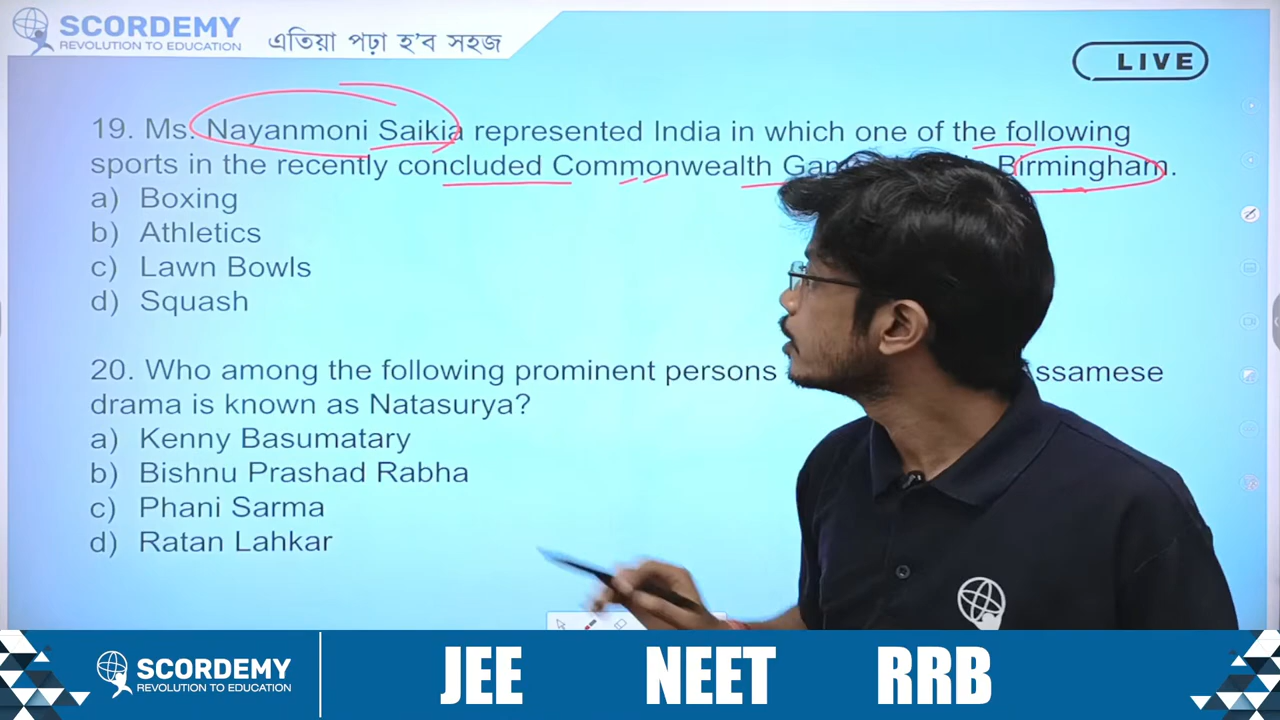 SCORDEMY
REVOLUTION TO EDUCATION
এতিয়া পঢ়া হ'ব সহজ
LIVE
19. Ms. Nayanmoni Saikia represented India in which one of the following
sports in the recently concluded Commonwealth Gam Birmingham.
a) Boxing
b) Athletics
c) Lawn Bowls
d) Squash
20. Who among the following prominent persons ssamese
drama is known as Natasurya?
a) Kenny Basumatary
b) Bishnu Prashad Rabha
c) Phani Sarma
d) Ratan Lahkar
SCORDEMY
REVOLUTION TO EDUCATION
JEE NEET RRB